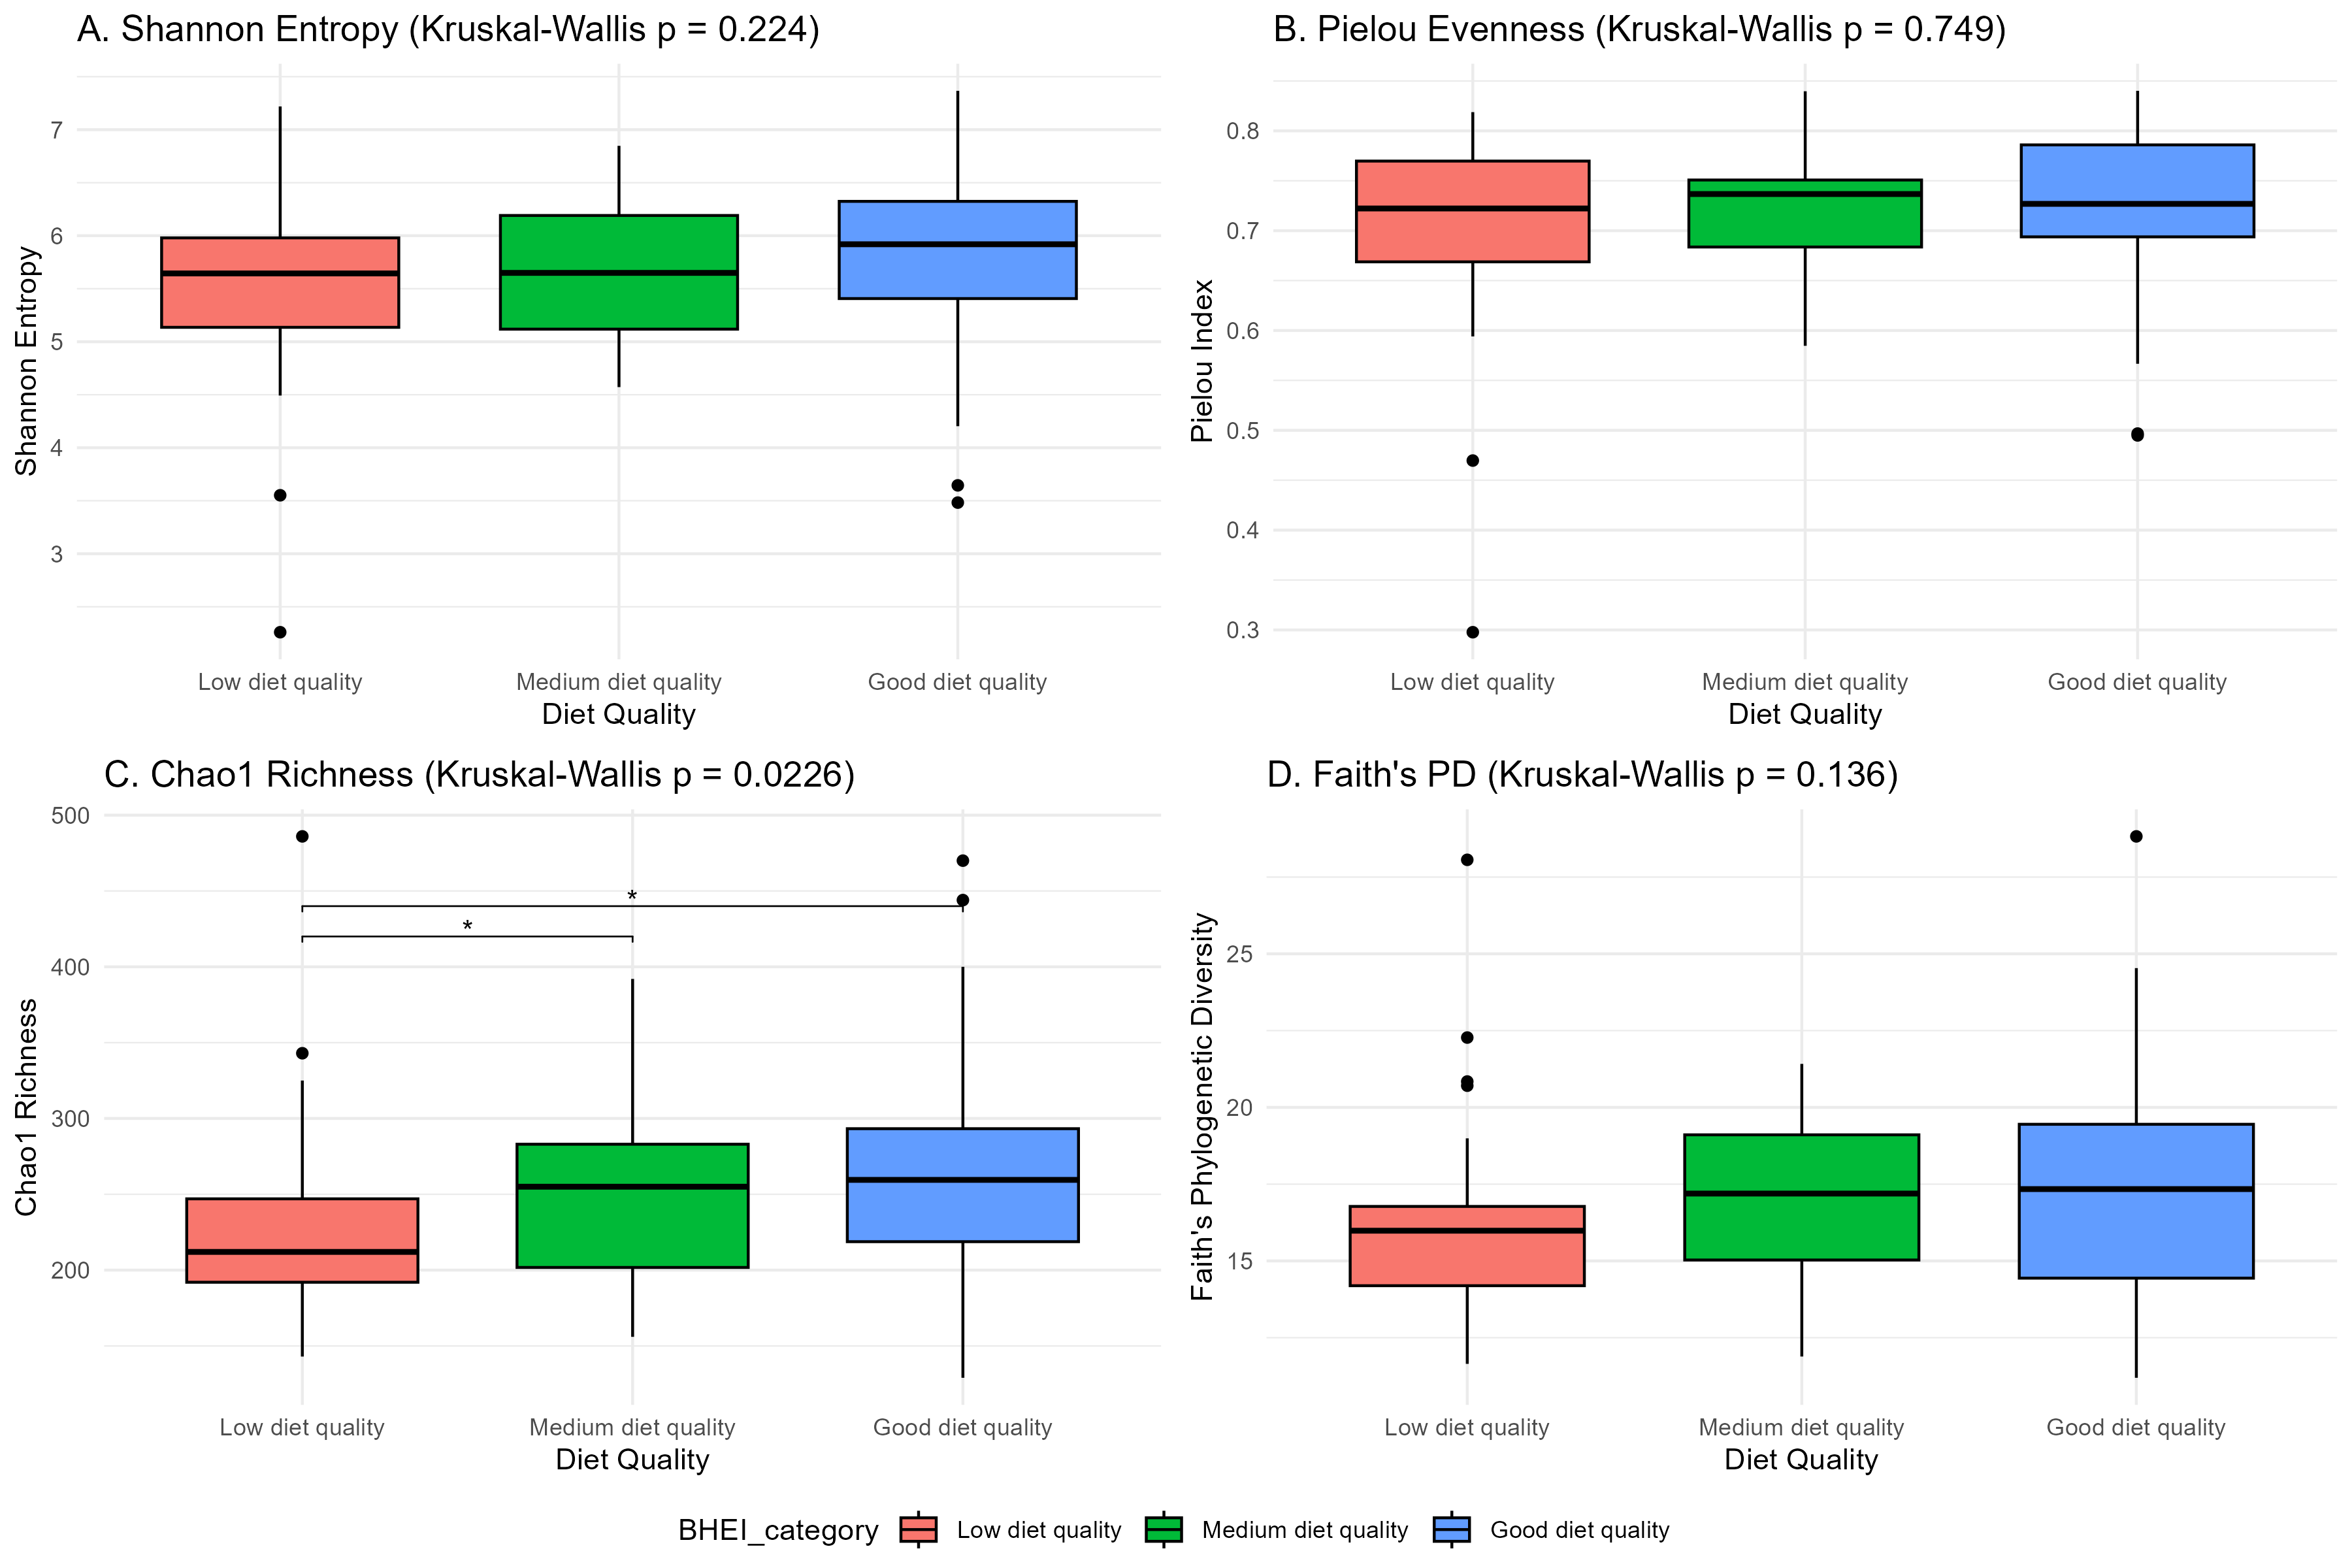 A. Shannon Entropy (Kruskal-Wallis p = 0.224)
Shannon Entropy
7
6
5
4
3
Low diet quality
Medium diet quality
Good diet quality
Diet Quality
B. Pielou Evenness (Kruskal-Wallis p = 0.749)
Pielou Index
0.8
0.7
0.6
0.5
0.4
0.3
Low diet quality
Medium diet quality
Good diet quality
Diet Quality
C. Chao1 Richness (Kruskal-Wallis p = 0.0226)
Chao1 Richness
500
400
300
200
*
*
Low diet quality
Medium diet quality
Good diet quality
Diet Quality
D. Faith's PD (Kruskal-Wallis p = 0.136)
Faith's Phylogenetic Diversity
25
20
15
Low diet quality
Medium diet quality
Good diet quality
Diet Quality
BHEI_category Low diet quality Medium diet quality Good diet quality